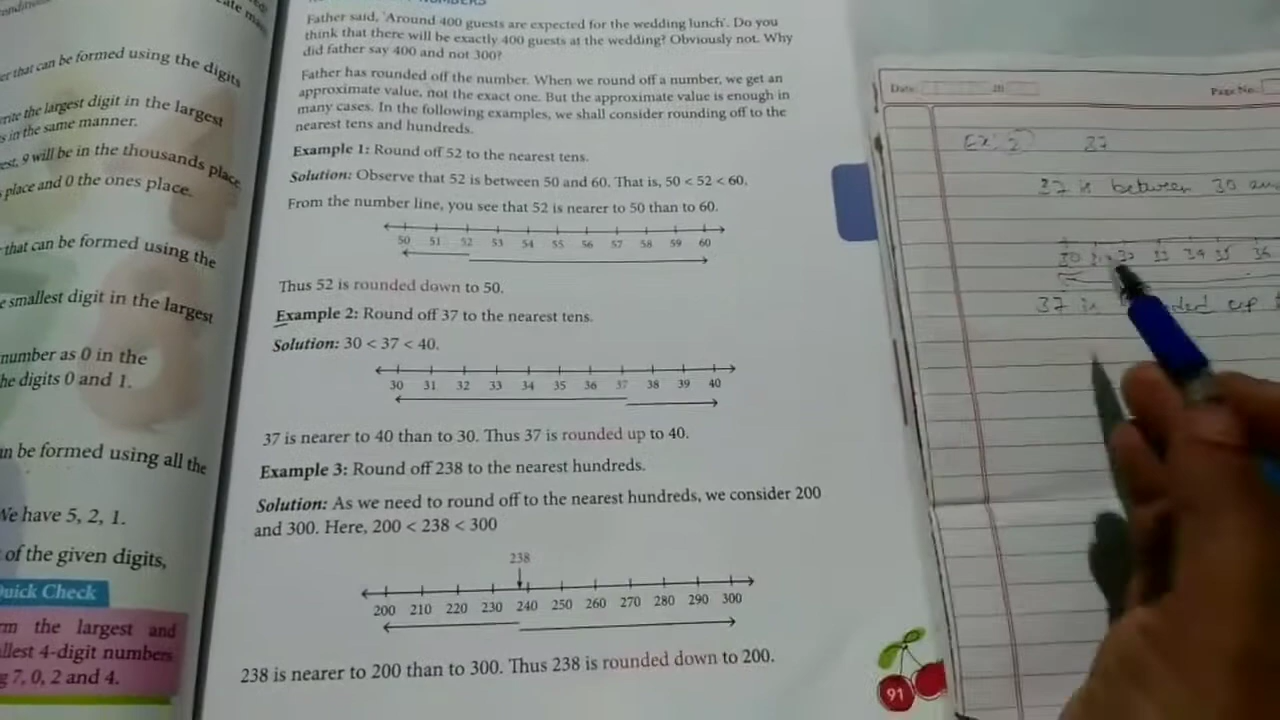 er that can be formed using the digits
rite the largest digit in the largest
s in the same manner.
est, 9 will be in the thousands place
place and 0 the ones place.
that can be formed using the
e smallest digit in the largest
number as 0 in the
he digits 0 and 1.
n be formed using all the
We have 5, 2, 1.
of the given digits,
Quick Check
rm the largest and
allest 4-digit numbers
g 7, 0, 2 and 4.
Father said, 'Around 400 guests are expected for the wedding lunch'. Do you
think that there will be exactly 400 guests at the wedding? Obviously not. Why
did father say 400 and not 300?
Father has rounded off the number. When we round off a number, we get an
approximate value, not the exact one. But the approximate value is enough in
many cases. In the following examples, we shall consider rounding off to the
nearest tens and hundreds.
Example 1: Round off 52 to the nearest tens.
Solution: Observe that 52 is between 50 and 60. That is, 50 < 52 < 60.
From the number line, you see that 52 is nearer to 50 than to 60.
50 51 52 53 54 55 56 57 58 59 60
Thus 52 is rounded down to 50.
Example 2: Round off 37 to the nearest tens.
Solution: 30 < 37 < 40.
30 31 32 33 34 35 36 37 38 39 40
37 is nearer to 40 than to 30. Thus 37 is rounded up to 40.
Example 3: Round off 238 to the nearest hundreds.
Solution: As we need to round off to the nearest hundreds, we consider 200
and 300. Here, 200 < 238 < 300
238
200 210 220 230 240 250 260 270 280 290 300
238 is nearer to 200 than to 300. Thus 238 is rounded down to 200.
91
Date: 20
Page No:
Ex: 2 37
37 is between 30 an
30 31 32 33 34 35 36
37 is ded up